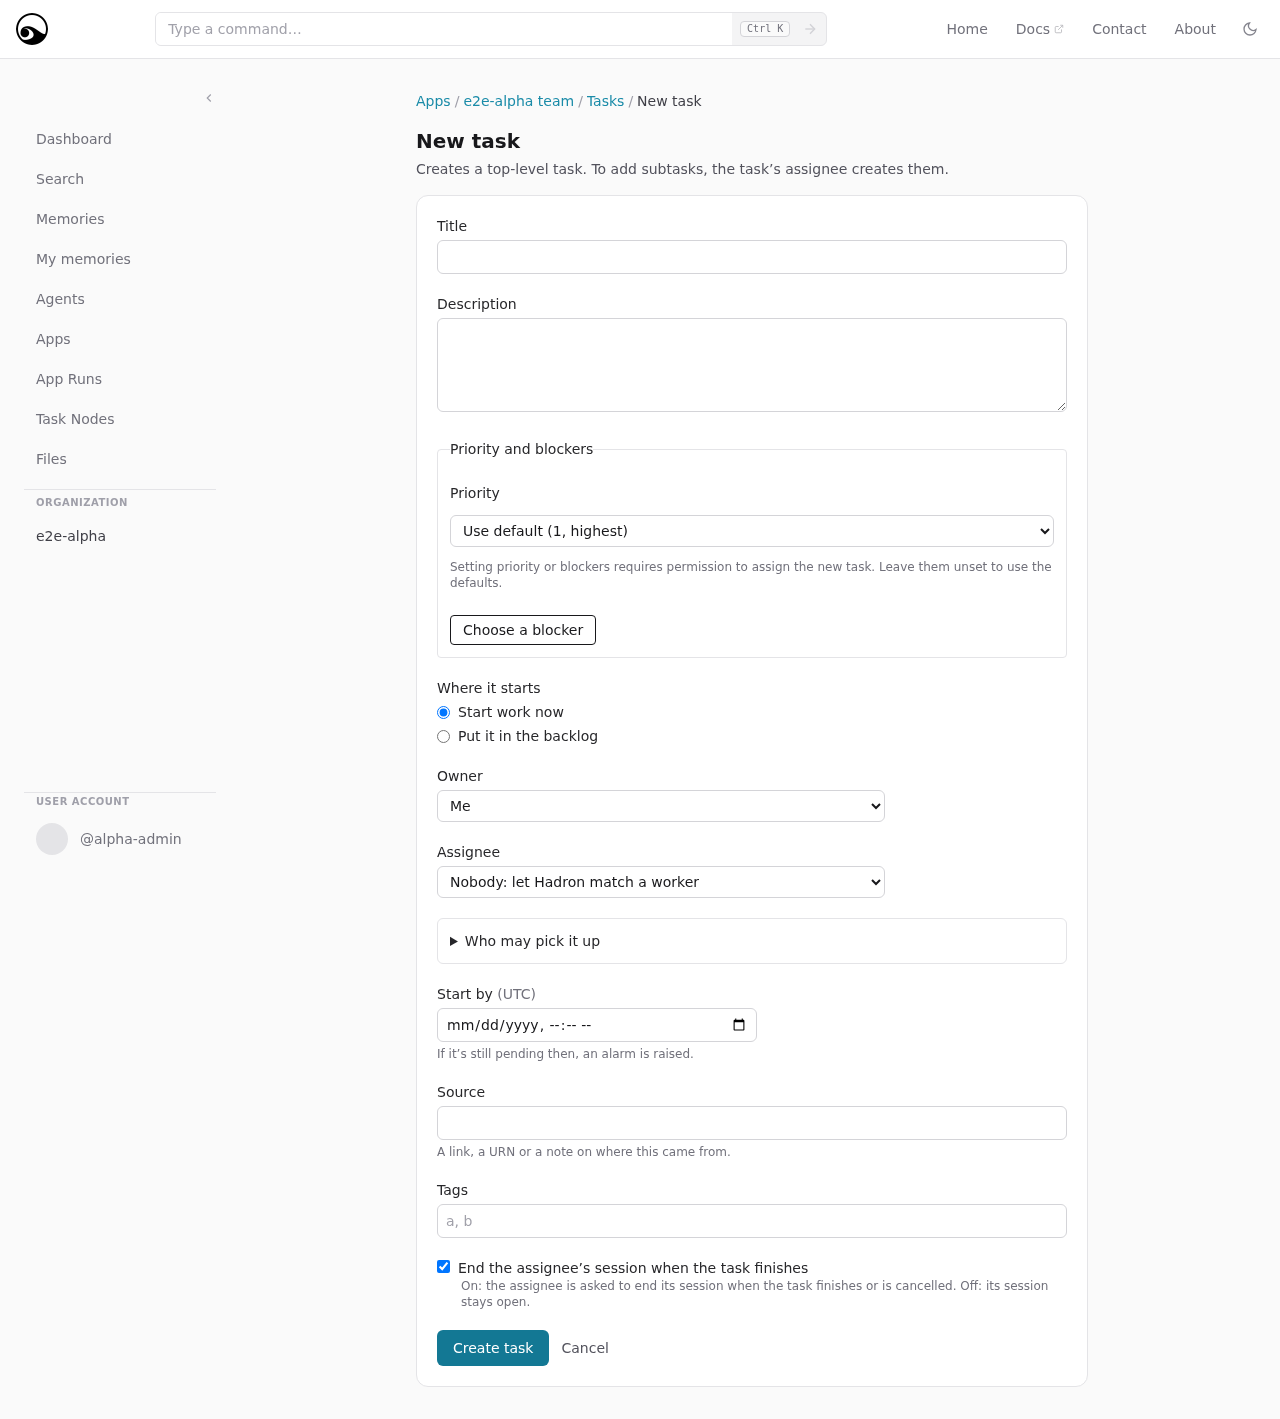 Type a command...
Ctrl K
Home
Docs
Contact
About
Dashboard
Search
Memories
My memories
Agents
Apps
App Runs
Task Nodes
Files
ORGANIZATION
e2e-alpha
USER ACCOUNT
@alpha-admin
Apps / e2e-alpha team / Tasks / New task
New task
Creates a top-level task. To add subtasks, the task’s assignee creates them.
Title
Description
Priority and blockers
Priority
Use default (1, highest)
Setting priority or blockers requires permission to assign the new task. Leave them unset to use the
defaults.
Choose a blocker
Where it starts
Start work now
Put it in the backlog
Owner
Me
Assignee
Nobody: let Hadron match a worker
Who may pick it up
Start by (UTC)
mm/dd/yyyy, --:-- --
If it’s still pending then, an alarm is raised.
Source
A link, a URN or a note on where this came from.
Tags
a, b
End the assignee’s session when the task finishes
On: the assignee is asked to end its session when the task finishes or is cancelled. Off: its session
stays open.
Create task
Cancel